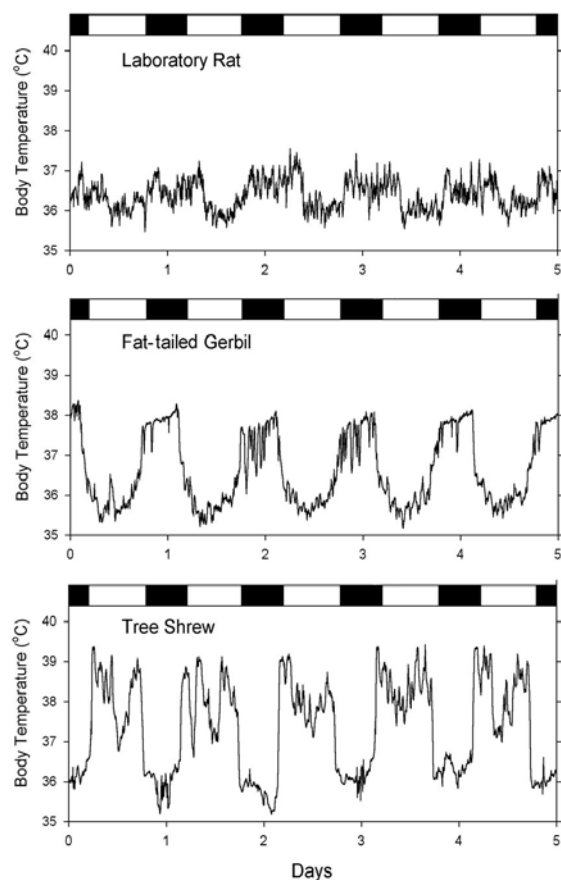 40
Laboratory Rat
39
38
37
36
35
Body Temperature (°C)
0 1 2 3 4 5
40
Fat-tailed Gerbil
39
38
37
36
35
Body Temperature (°C)
0 1 2 3 4 5
40
Tree Shrew
39
38
37
36
35
Body Temperature (°C)
0 1 2 3 4 5
Days